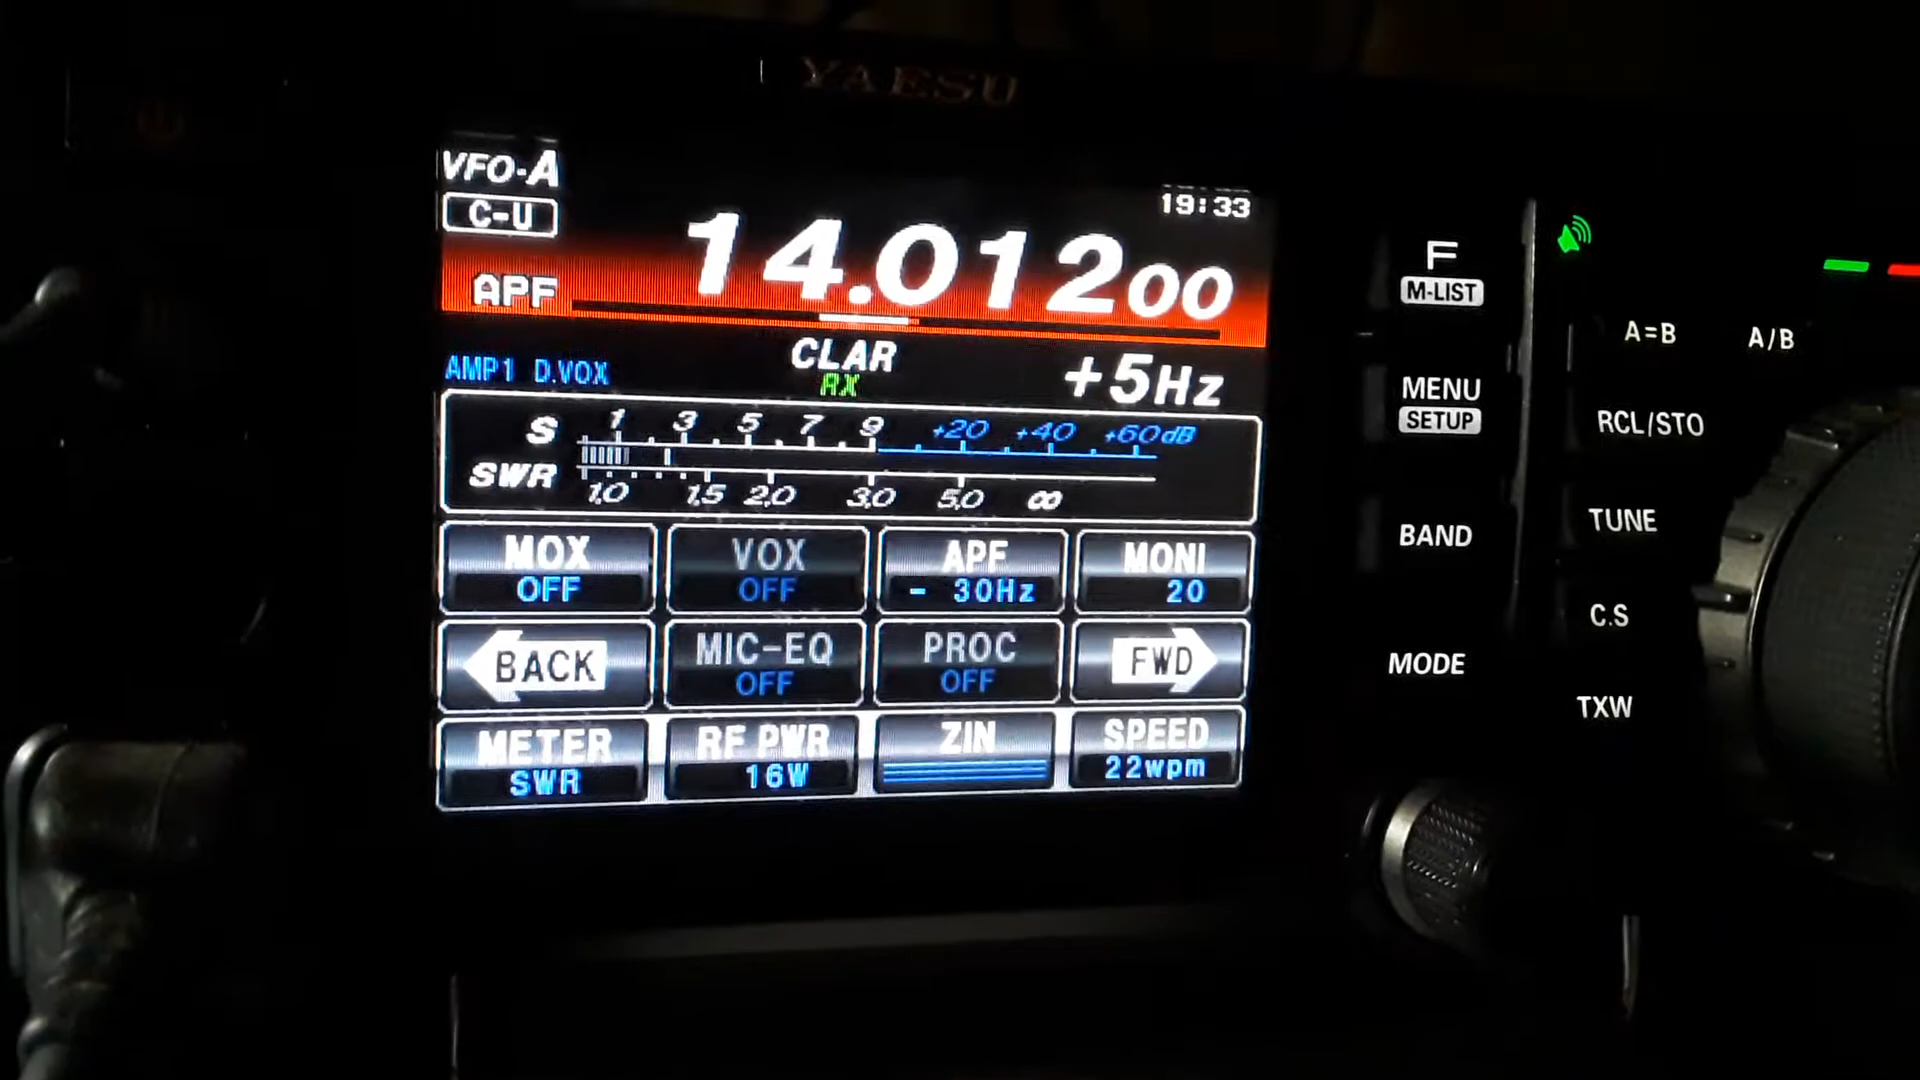 YAESU
VFO-A
C-U
19:33
14.01200
APF
CLAR
RX
+5Hz
AMP1 D.VOX
S 1 3 5 7 9 +20 +40 +60dB
SWR 1.0 1.5 2.0 3.0 5.0 ∞
MOX VOX APF MONI
OFF OFF - 30Hz 20
BACK MIC-EQ PROC FWD
OFF OFF
METER RF PWR ZIN SPEED
SWR 16W 22wpm
F
M-LIST
MENU
SETUP
BAND
MODE
A=B A/B
RCL/STO
TUNE
C.S
TXW